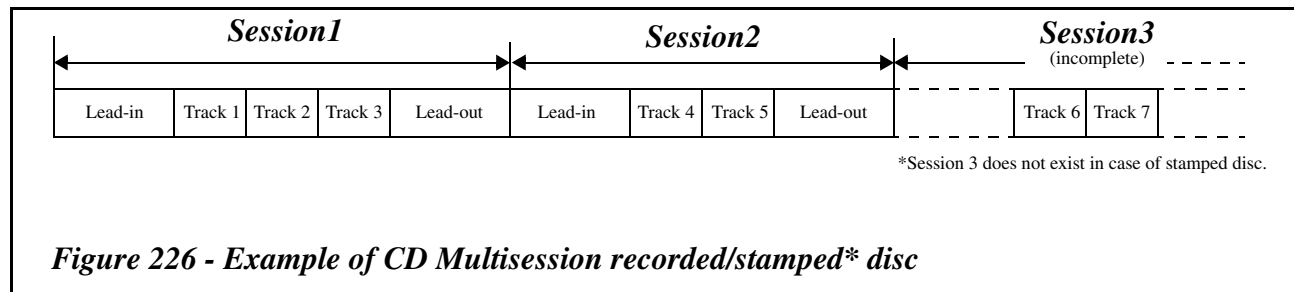 Session1 Session2 Session3
(incomplete)
Lead-in Track 1 Track 2 Track 3 Lead-out Lead-in Track 4 Track 5 Lead-out Track 6 Track 7
*Session 3 does not exist in case of stamped disc.
Figure 226 - Example of CD Multisession recorded/stamped* disc